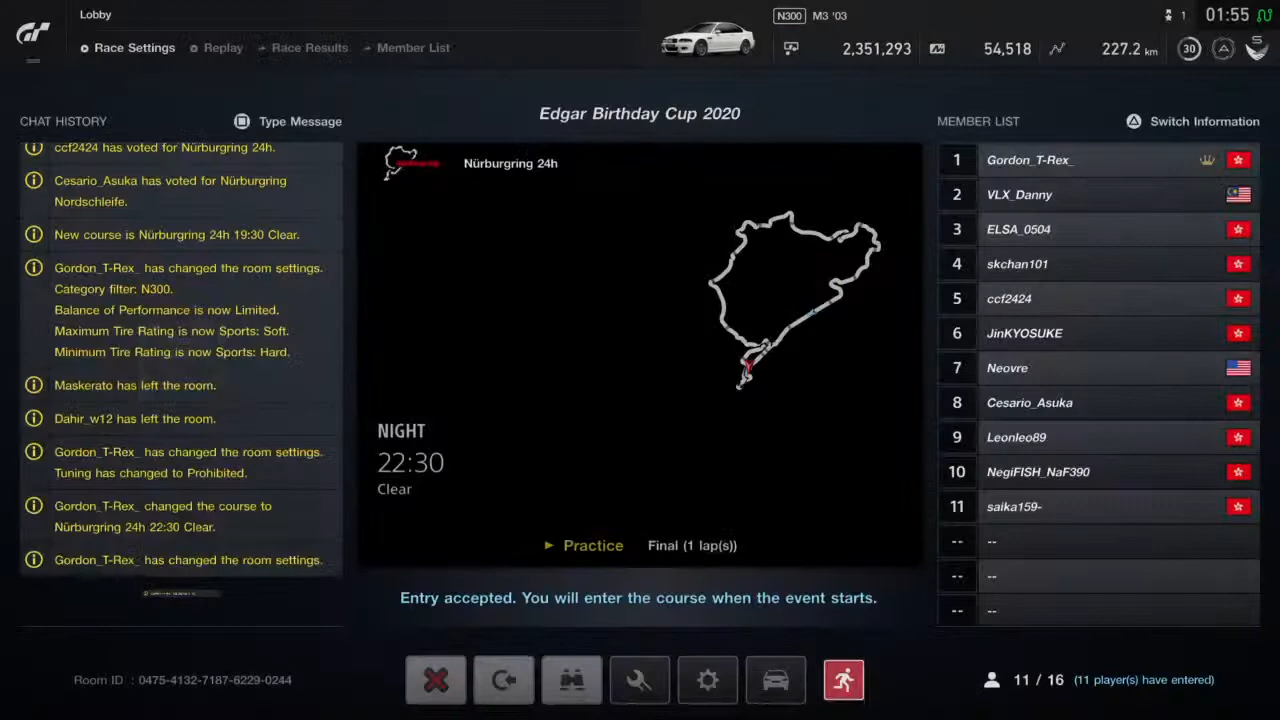 Lobby
Race Settings
Replay
Race Results
Member List
N300 M3 '03
2,351,293
54,518
227.2 km
1
01:55
30
S
CHAT HISTORY
Type Message
ccf2424 has voted for Nürburgring 24h.
Cesario_Asuka has voted for Nürburgring
Nordschleife.
New course is Nürburgring 24h 19:30 Clear.
Gordon_T-Rex_ has changed the room settings.
Category filter: N300.
Balance of Performance is now Limited.
Maximum Tire Rating is now Sports: Soft.
Minimum Tire Rating is now Sports: Hard.
Maskerato has left the room.
Dahir_w12 has left the room.
Gordon_T-Rex_ has changed the room settings.
Tuning has changed to Prohibited.
Gordon_T-Rex_ changed the course to
Nürburgring 24h 22:30 Clear.
Gordon_T-Rex_ has changed the room settings.
Edgar Birthday Cup 2020
Nürburgring 24h
NIGHT
22:30
Clear
Practice
Final (1 lap(s))
Entry accepted. You will enter the course when the event starts.
MEMBER LIST
Switch Information
1 Gordon_T-Rex_
2 VLX_Danny
3 ELSA_0504
4 skchan101
5 ccf2424
6 JinKYOSUKE
7 Neovre
8 Cesario_Asuka
9 Leonleo89
10 NegiFISH_NaF390
11 saika159-
-- --
-- --
-- --
Room ID : 0475-4132-7187-6229-0244
11 / 16 (11 player(s) have entered)